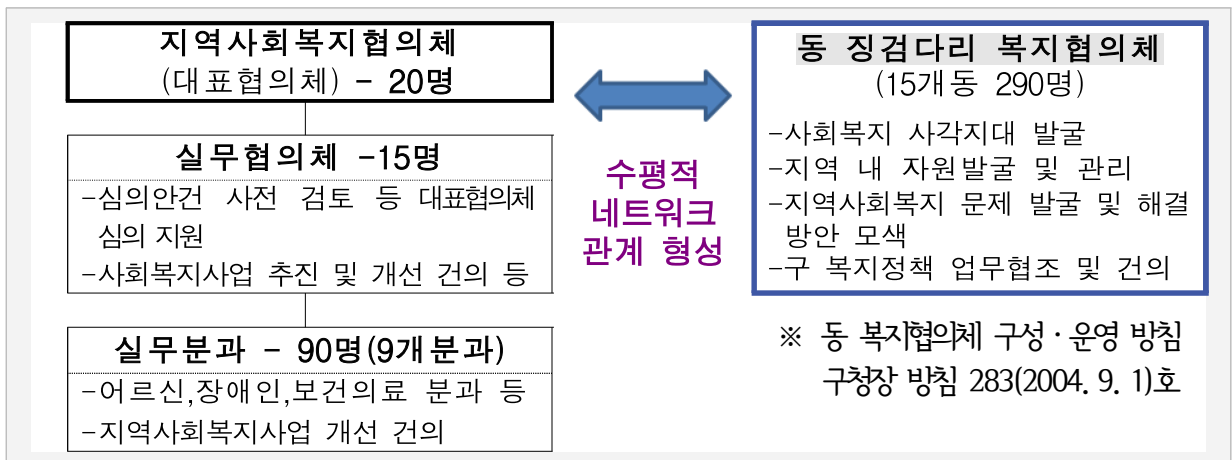 지역사회복지협의체
(대표협의체) - 20명
실무협의체 -15명
-심의안건 사전 검토 등 대표협의체
심의 지원
-사회복지사업 추진 및 개선 건의 등
실무분과 - 90명(9개분과)
-어르신,장애인,보건의료 분과 등
-지역사회복지사업 개선 건의
수평적
네트워크
관계 형성
동 징검다리 복지협의체
(15개동 290명)
-사회복지 사각지대 발굴
-지역 내 자원발굴 및 관리
-지역사회복지 문제 발굴 및 해결
방안 모색
-구 복지정책 업무협조 및 건의
※ 동 복지협의체 구성·운영 방침
구청장 방침 283(2004. 9. 1)호